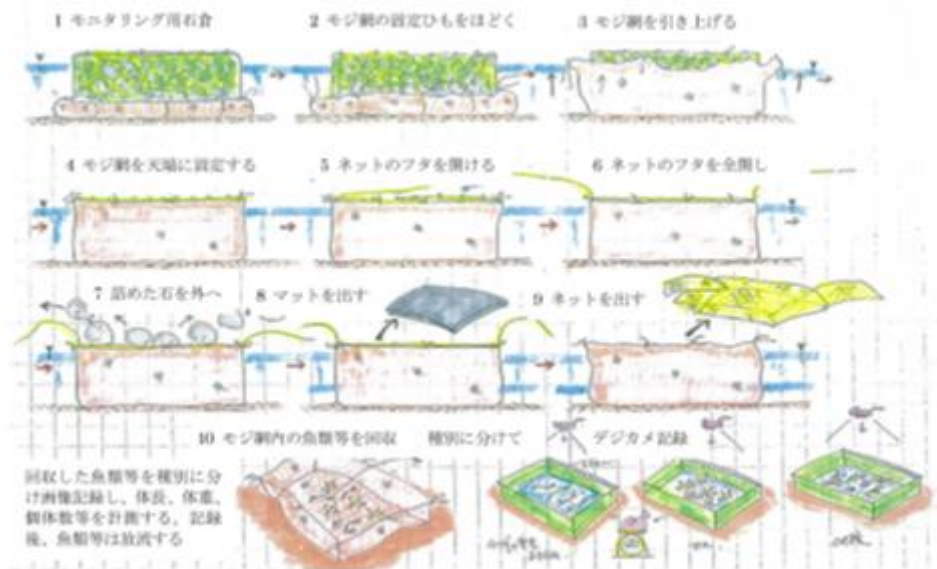 1 モニタリング用石倉
2 モジ網の固定ひもをほどく
3 モジ網を引き上げる
4 モジ網を天端に固定する
5 ネットのフタを開ける
6 ネットのフタを全開し
7 詰めた石を外へ
8 マットを出す
9 ネットを出す
10 モジ網内の魚類等を回収 種別に分けて デジカメ記録
回収した魚類等を種別に分
け画像記録し、体長、体重、
個体数等を計測する、記録
後、魚類等は放流する